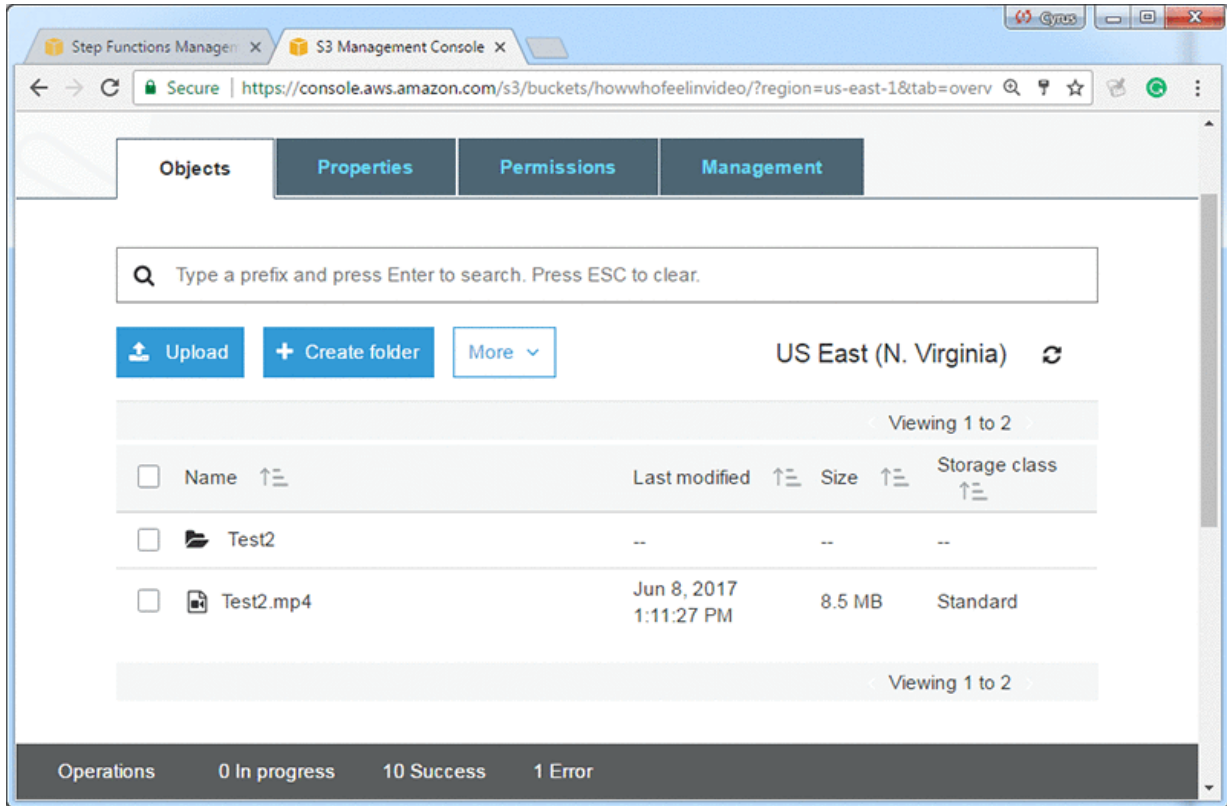 Gyrus
Step Functions Managem
S3 Management Console
Secure
https://console.aws.amazon.com/s3/buckets/howwhofeelinvideo/?region=us-east-1&tab=overv
Objects
Properties
Permissions
Management
Type a prefix and press Enter to search. Press ESC to clear.
Upload
Create folder
More
US East (N. Virginia)
Viewing 1 to 2
Name
Last modified
Size
Storage class
Test2
--
--
--
Test2.mp4
Jun 8, 2017
1:11:27 PM
8.5 MB
Standard
Viewing 1 to 2
Operations
0 In progress
10 Success
1 Error